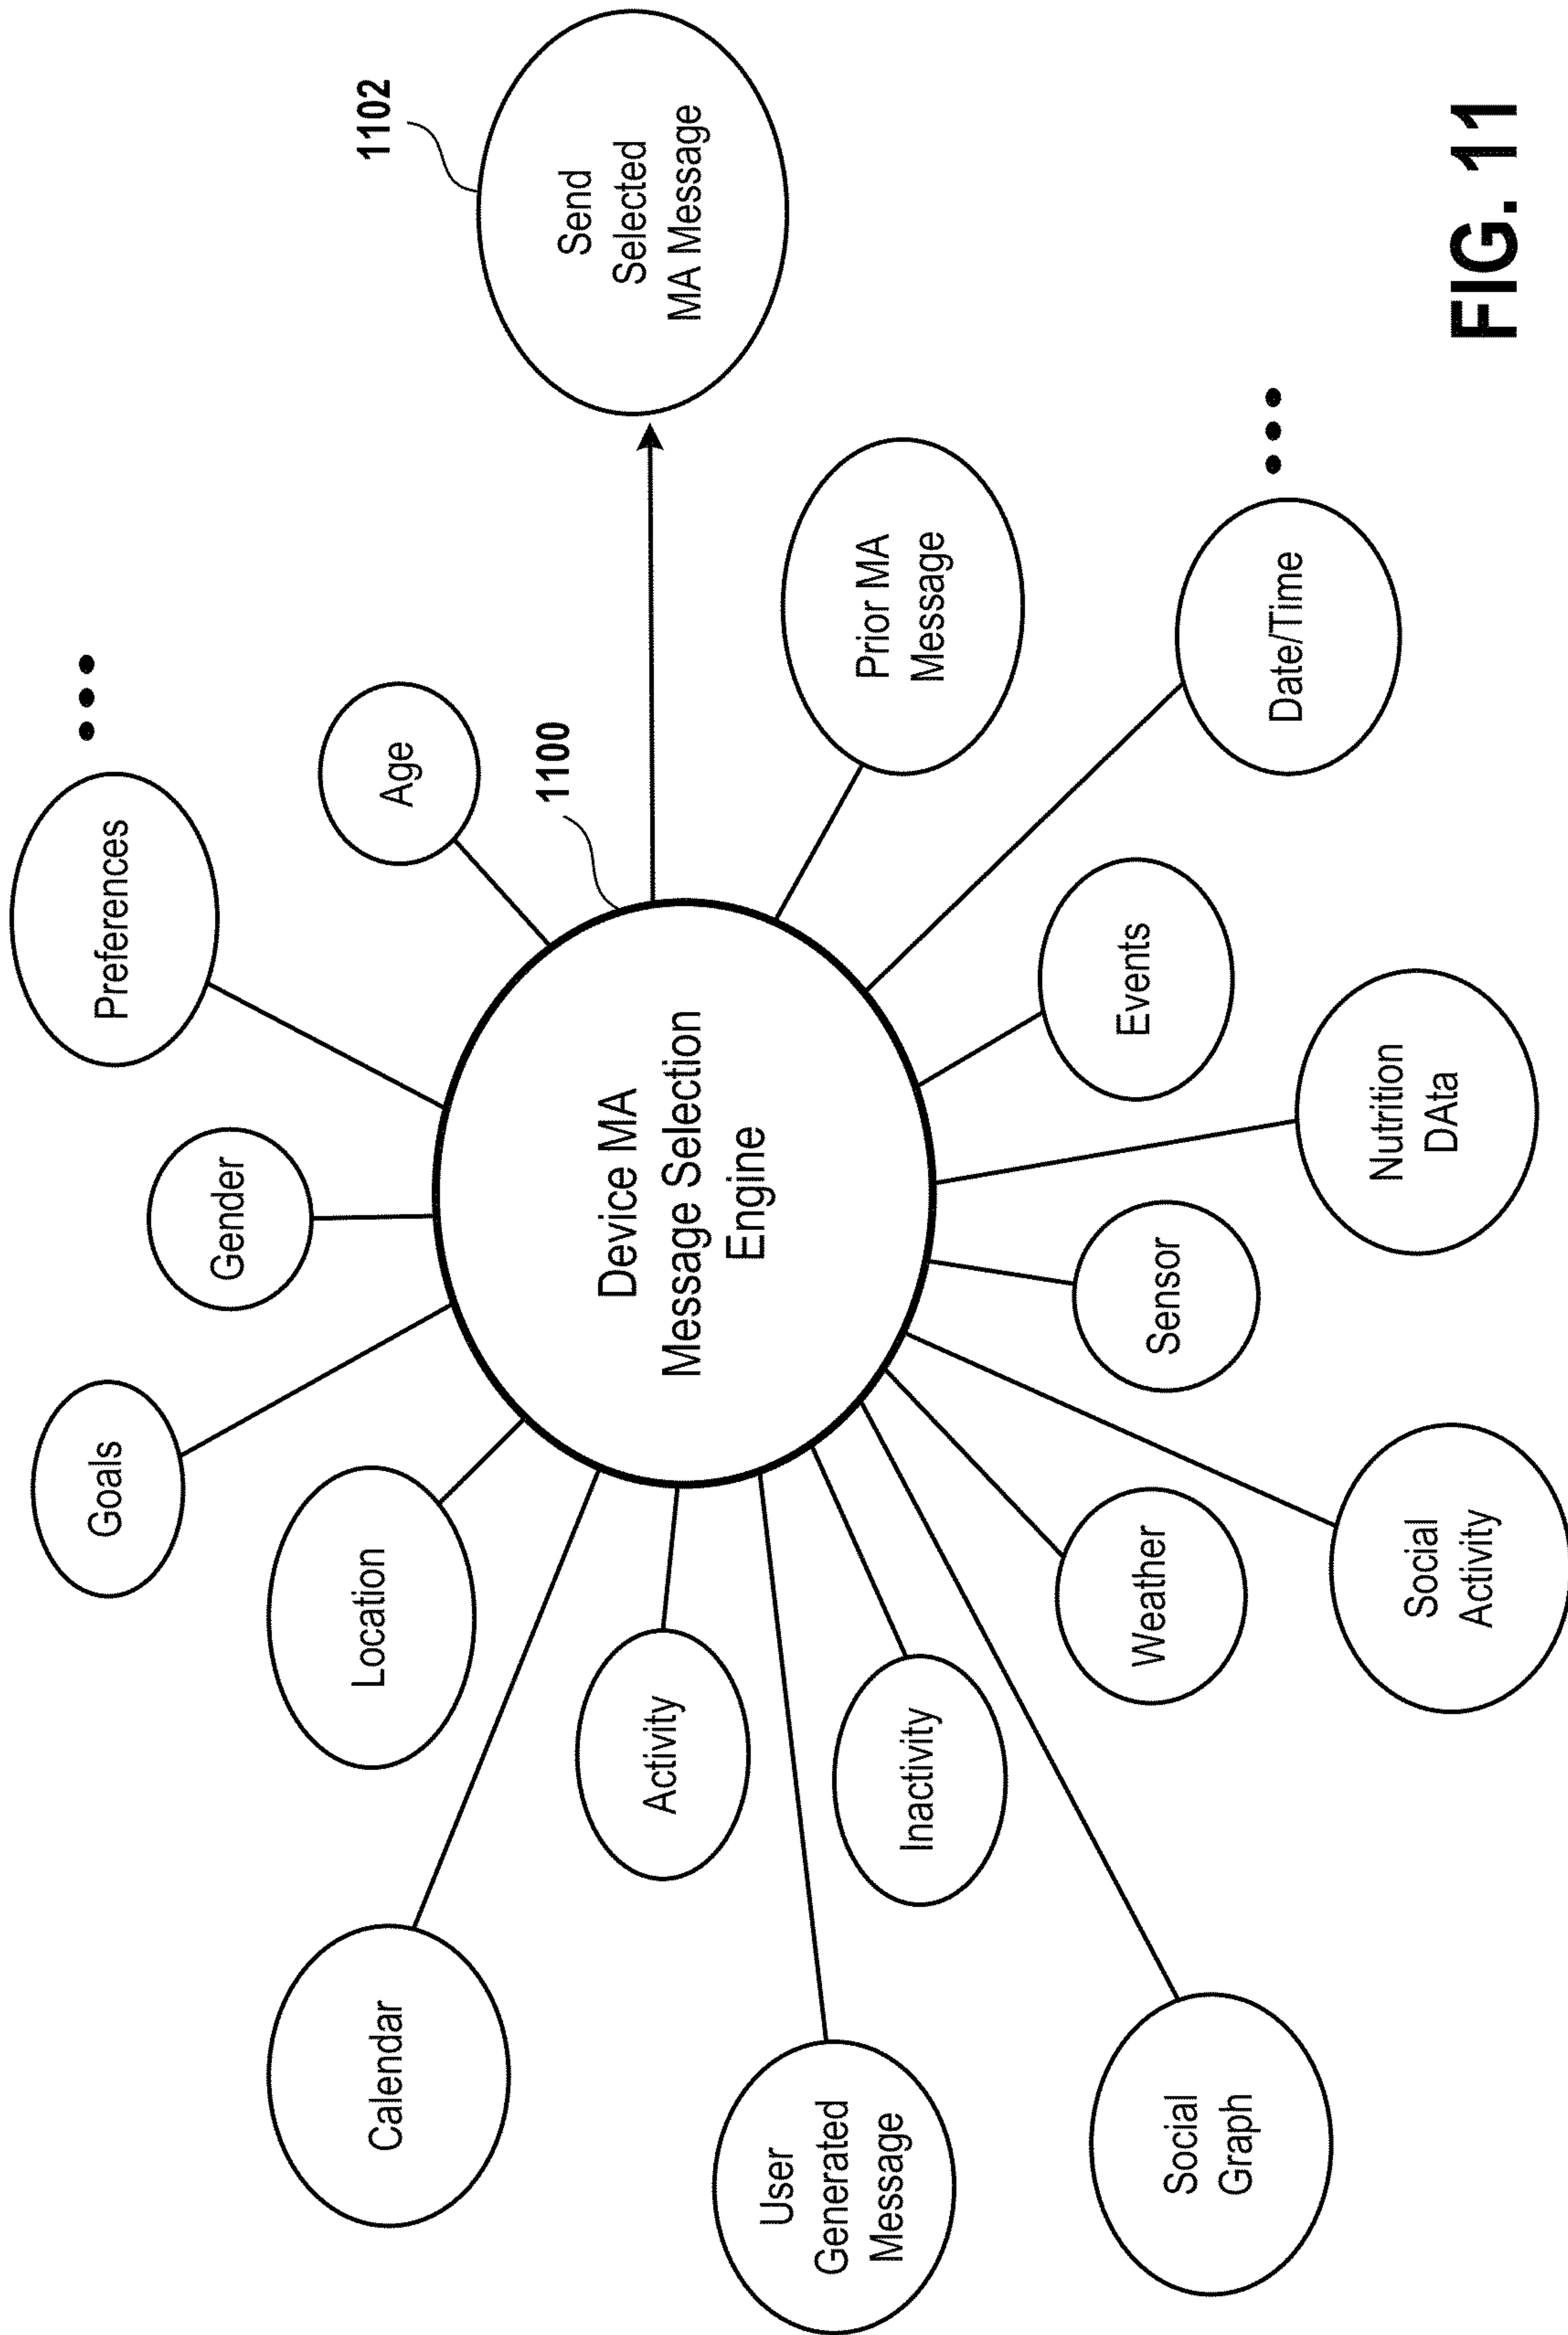 Preferences
Goals
Gender
Age
Location
Calendar
1102
Send
Selected
MA Message
1100
Device MA
Message Selection
Engine
Activity
User
Generated
Message
Inactivity
Prior MA
Message
Events
Date/Time
Sensor
Weather
Social
Graph
Nutrition
DAta
Social
Activity
FIG. 11